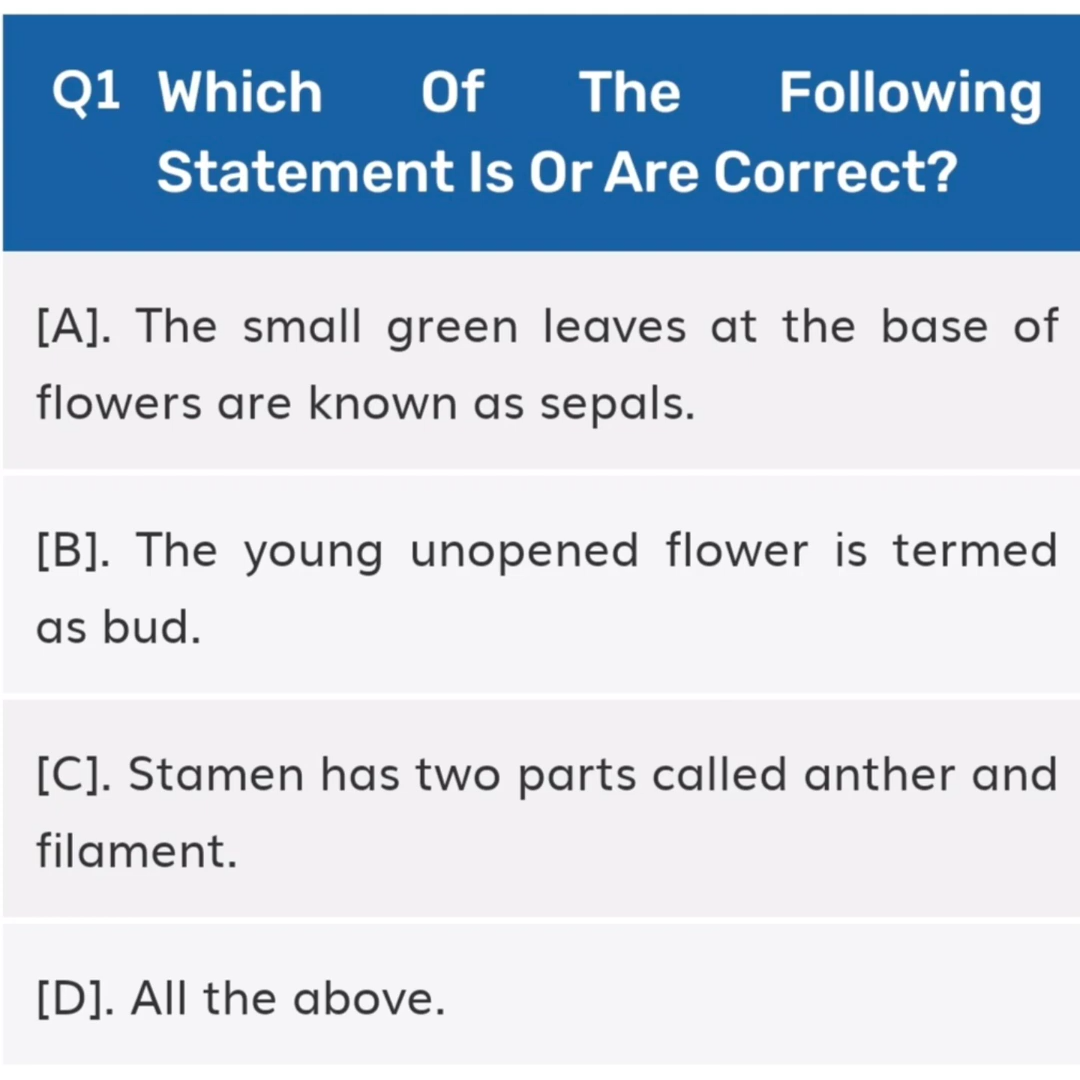 Q1 Which Of The Following
Statement Is Or Are Correct?
[A]. The small green leaves at the base of
flowers are known as sepals.
[B]. The young unopened flower is termed
as bud.
[C]. Stamen has two parts called anther and
filament.
[D]. All the above.